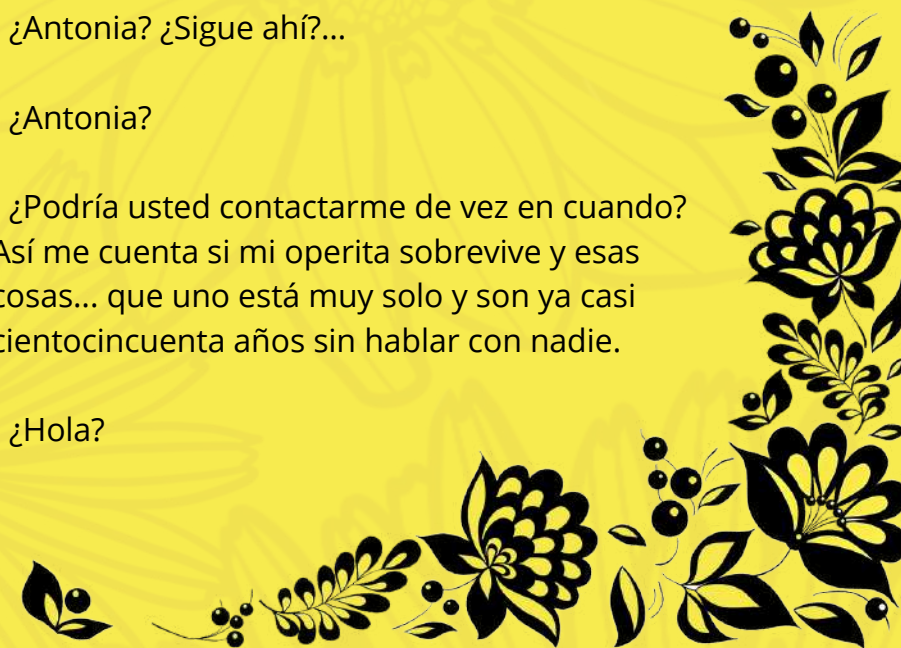 ¿Antonia? ¿Sigue ahí?...
¿Antonia?
¿Podría usted contactarme de vez en cuando?
Así me cuenta si mi operita sobrevive y esas
cosas... que uno está muy solo y son ya casi
cientocincuenta años sin hablar con nadie.
¿Hola?